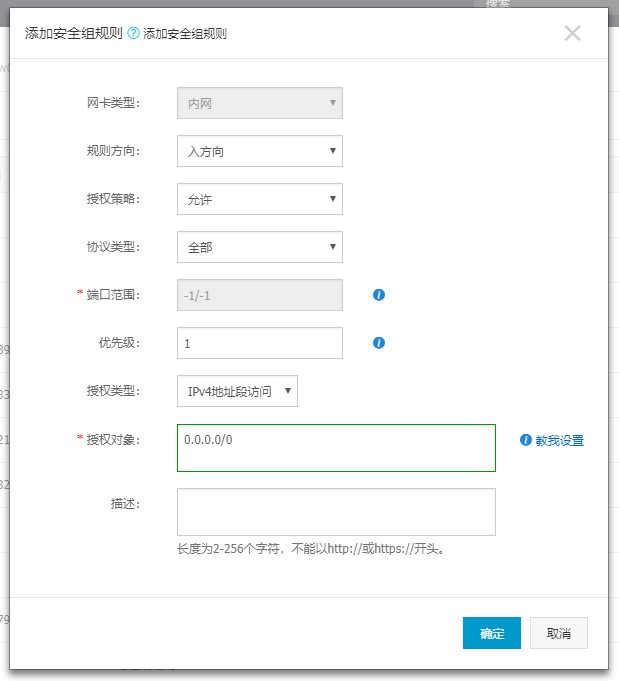 搜索
添加安全组规则 添加安全组规则
网卡类型： 内网
规则方向： 入方向
授权策略： 允许
协议类型： 全部
* 端口范围： -1/-1
优先级： 1
授权类型： IPv4地址段访问
* 授权对象： 0.0.0.0/0 教我设置
描述：
长度为2-256个字符，不能以http://或https://开头。
确定 取消